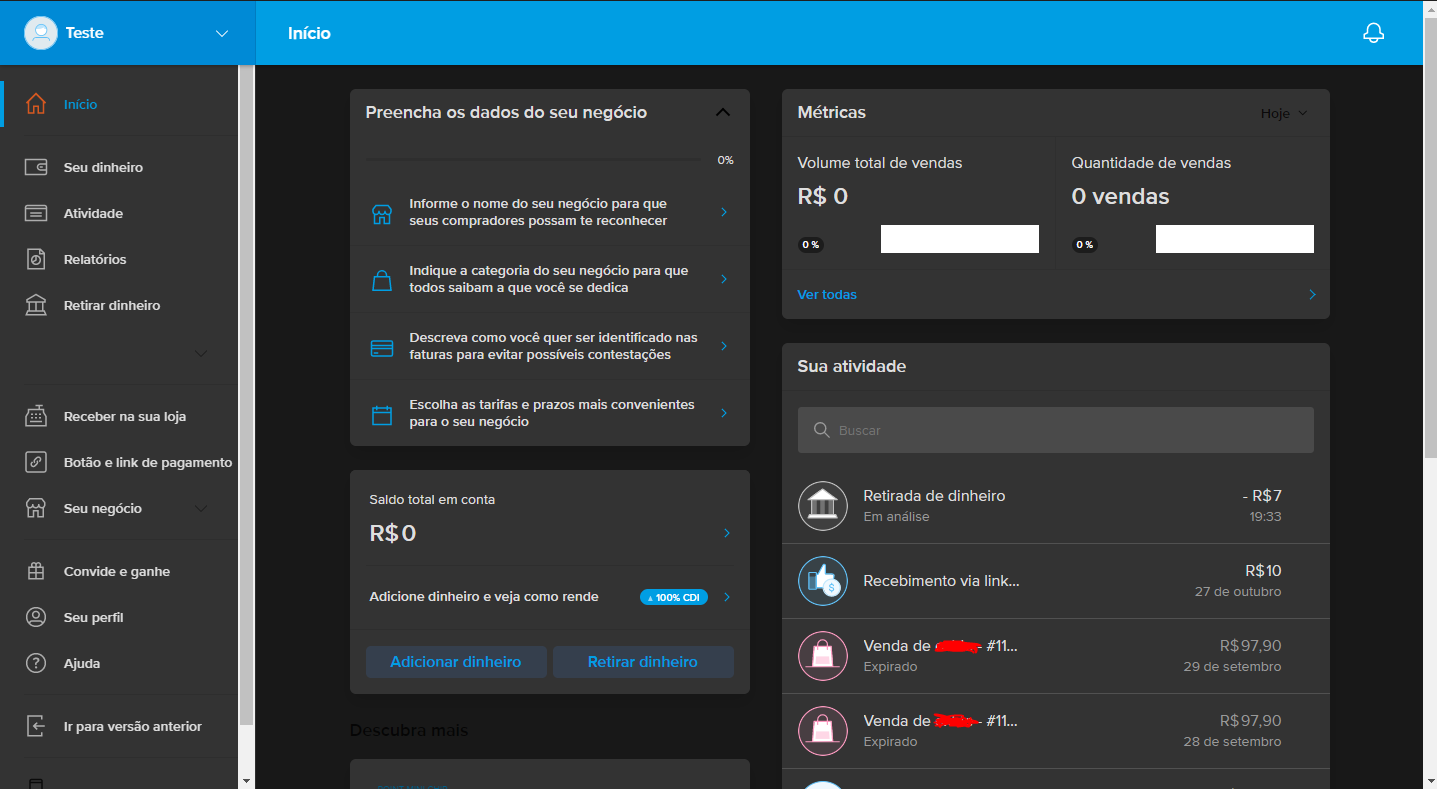 Teste
Início
Início
Seu dinheiro
Atividade
Relatórios
Retirar dinheiro
Receber na sua loja
Botão e link de pagamento
Seu negócio
Convide e ganhe
Seu perfil
Ajuda
Ir para versão anterior
Preencha os dados do seu negócio
0%
Informe o nome do seu negócio para que
seus compradores possam te reconhecer
Indique a categoria do seu negócio para que
todos saibam a que você se dedica
Descreva como você quer ser identificado nas
faturas para evitar possíveis contestações
Escolha as tarifas e prazos mais convenientes
para o seu negócio
Saldo total em conta
R$ 0
Adicione dinheiro e veja como rende
100% CDI
Adicionar dinheiro
Retirar dinheiro
Descubra mais
Métricas
Hoje
Volume total de vendas
R$ 0
0 %
Quantidade de vendas
0 vendas
0 %
Ver todas
Sua atividade
Buscar
Retirada de dinheiro
- R$7
Em análise
19:33
Recebimento via link...
R$10
27 de outubro
Venda de - #11...
R$97,90
Expirado
29 de setembro
Venda de - #11...
R$97,90
Expirado
28 de setembro